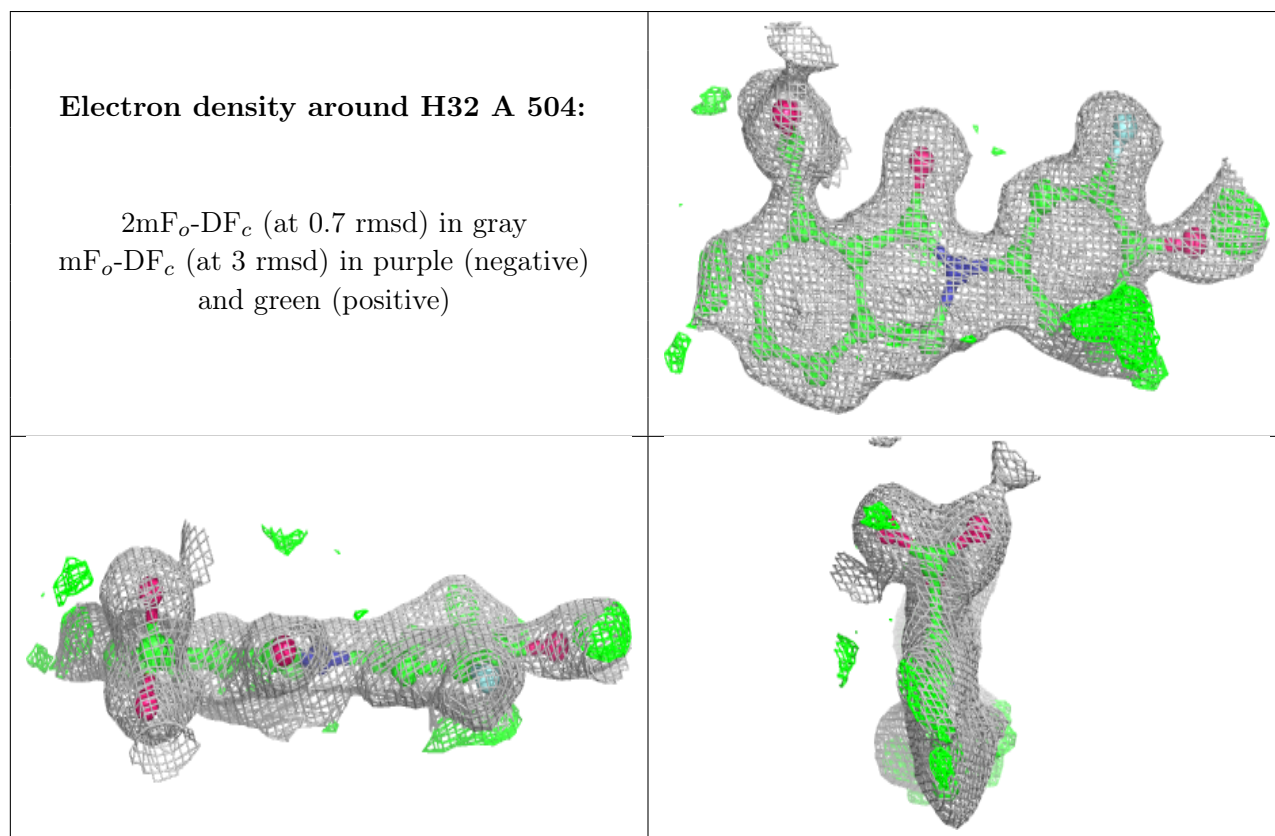 Electron density around H32 A 504:
2mFo-DFc (at 0.7 rmsd) in gray
mFo-DFc (at 3 rmsd) in purple (negative)
and green (positive)